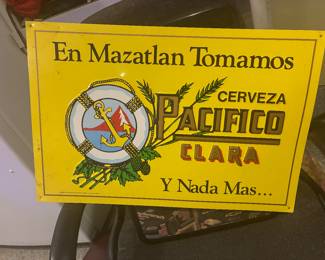 En Mazatlan Tomamos
CERVEZA
PACIFICO
CLARA
Y Nada Mas...